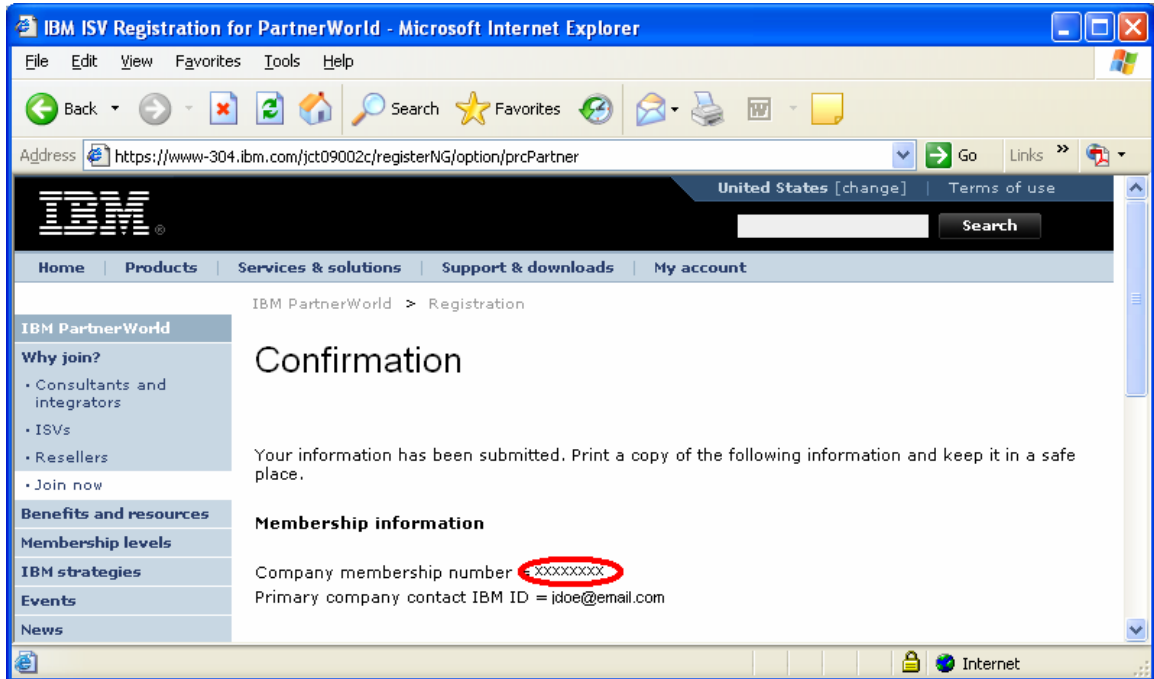 IBM ISV Registration for PartnerWorld - Microsoft Internet Explorer
File Edit View Favorites Tools Help
Back Search Favorites
Address https://www-304.ibm.com/jct09002c/registerNG/option/prcPartner Go Links »
United States [change] | Terms of use
IBM®
Search
Home | Products | Services & solutions | Support & downloads | My account
IBM PartnerWorld > Registration
IBM PartnerWorld
Why join?
Confirmation
· Consultants and
integrators
· ISVs
· Resellers
Your information has been submitted. Print a copy of the following information and keep it in a safe
place.
· Join now
Benefits and resources
Membership information
Membership levels
IBM strategies
Company membership number = XXXXXXXX
Events
Primary company contact IBM ID = jdoe@email.com
News
Internet